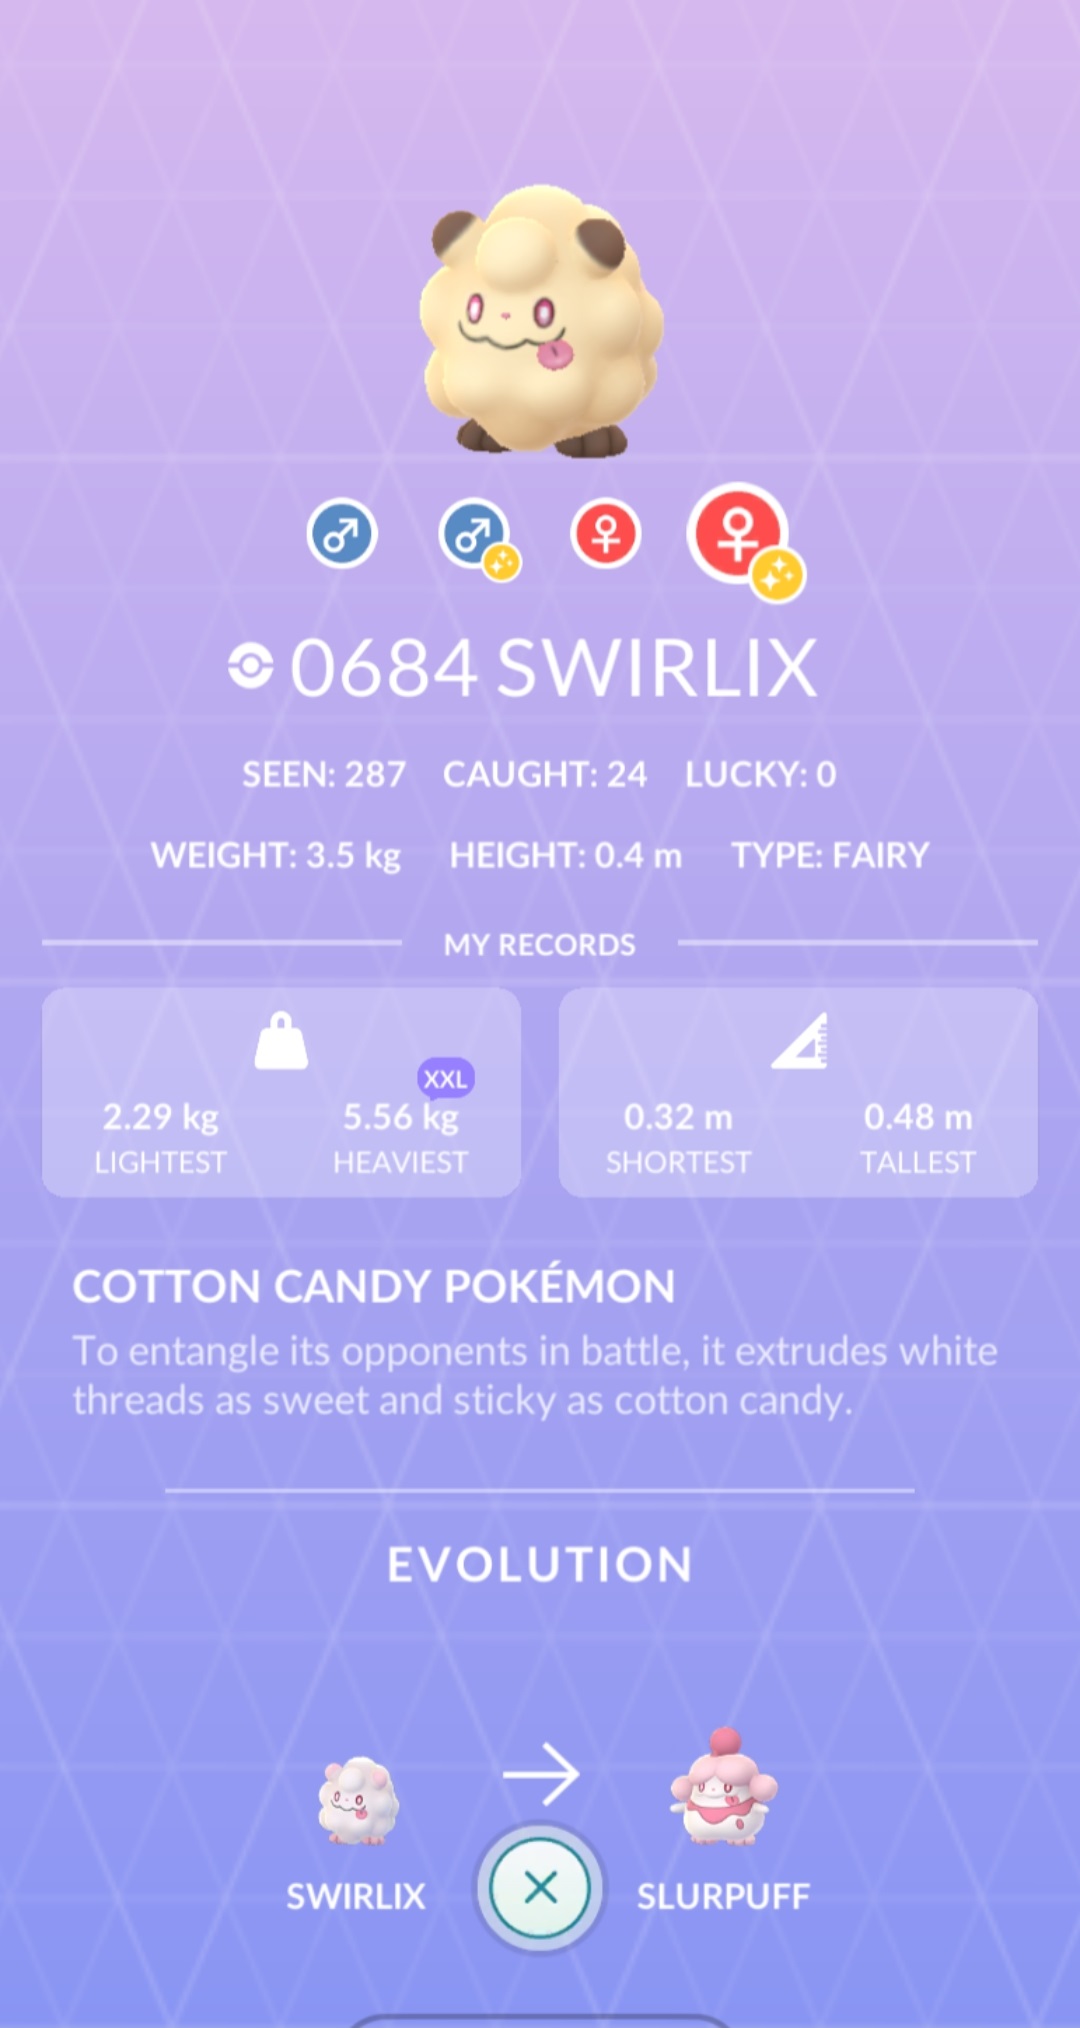 0684 SWIRLIX
SEEN: 287 CAUGHT: 24 LUCKY: 0
WEIGHT: 3.5 kg HEIGHT: 0.4 m TYPE: FAIRY
MY RECORDS
XXL
2.29 kg 5.56 kg 0.32 m 0.48 m
LIGHTEST HEAVIEST SHORTEST TALLEST
COTTON CANDY POKÉMON
To entangle its opponents in battle, it extrudes white
threads as sweet and sticky as cotton candy.
EVOLUTION
SWIRLIX SLURPUFF